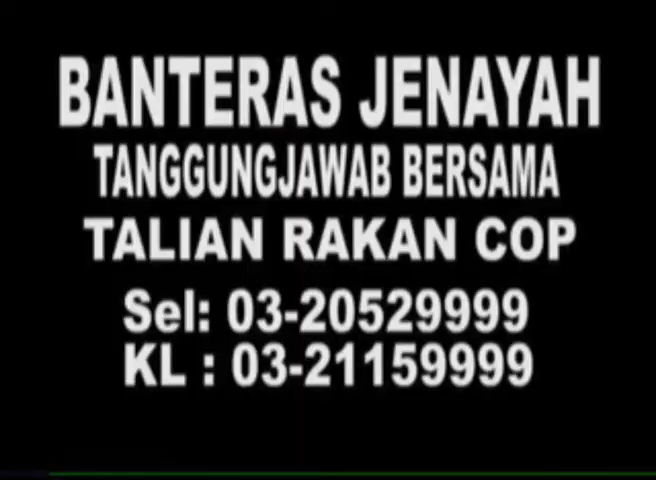 BANTERAS JENAYAH
TANGGUNGJAWAB BERSAMA
TALIAN RAKAN COP
Sel: 03-20529999
KL : 03-21159999